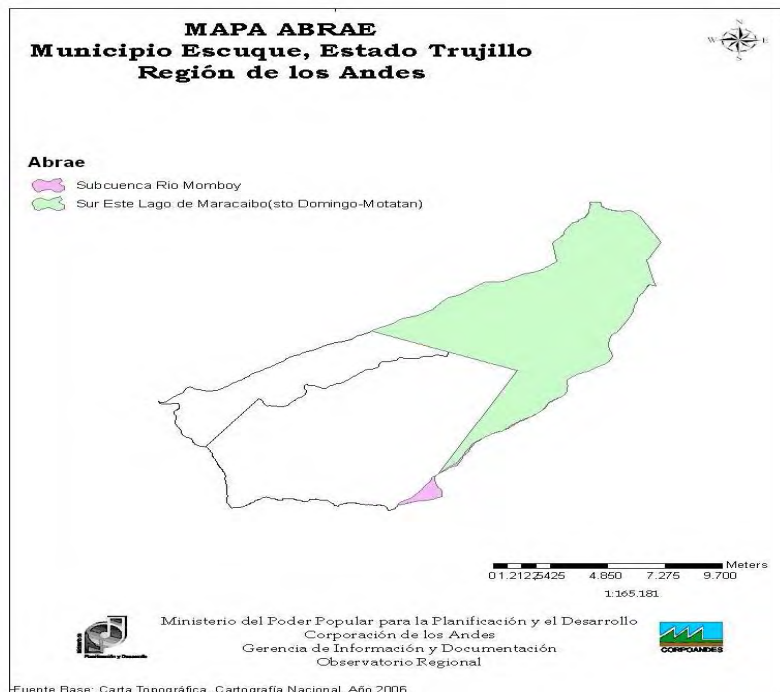 MAPA ABRAE
Municipio Escuque, Estado Trujillo
Región de los Andes
N
W E
S
Abrae
Subcuenca Rio Momboy
Sur Este Lago de Maracaibo(sto Domingo-Motatan)
Meters
0 1.212,5 2.425 4.850 7.275 9.700
1:165.181
Ministerio del Poder Popular para la Planificación y el Desarrollo
Corporación de los Andes
Gerencia de Información y Documentación
Observatorio Regional
Planificación y Desarrollo
CORPOANDES
Fuente Base: Carta Topográfica, Cartografía Nacional, Año 2006